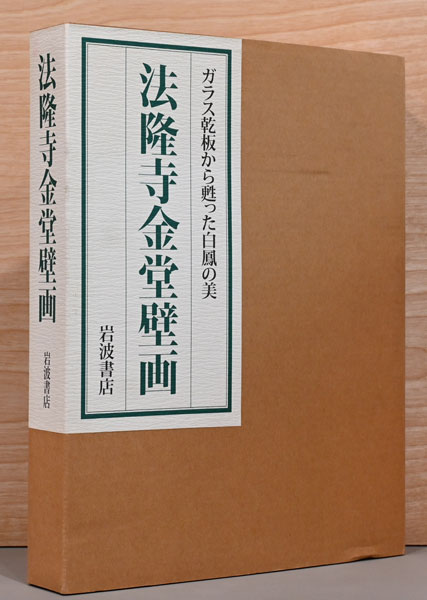 ガラス乾板から甦った白鳳の美
法隆寺金堂壁画
岩波書店
法隆寺金堂壁画
岩波書店